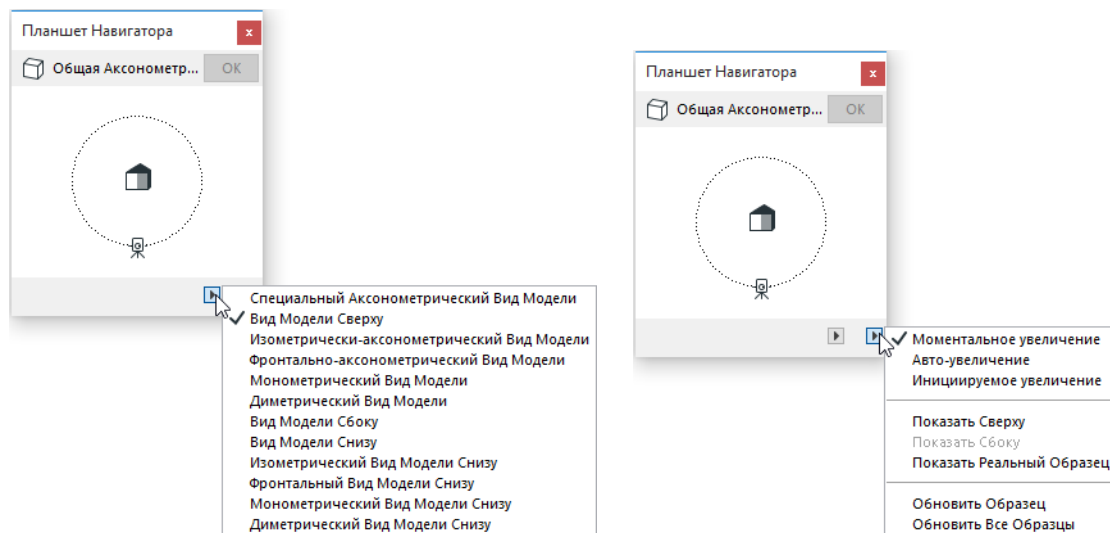 Планшет Навигатора
x
Общая Аксонометр...
OK
Специальный Аксонометрический Вид Модели
Вид Модели Сверху
Изометрически-аксонометрический Вид Модели
Фронтально-аксонометрический Вид Модели
Монометрический Вид Модели
Диметрический Вид Модели
Вид Модели Сбоку
Вид Модели Снизу
Изометрический Вид Модели Снизу
Фронтальный Вид Модели Снизу
Монометрический Вид Модели Снизу
Диметрический Вид Модели Снизу
Планшет Навигатора
x
Общая Аксонометр...
OK
Моментальное увеличение
Авто-увеличение
Инициируемое увеличение
Показать Сверху
Показать Сбоку
Показать Реальный Образец
Обновить Образец
Обновить Все Образцы